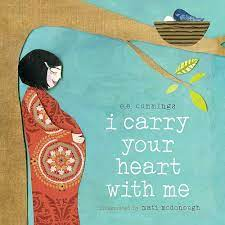 e.e. cummings
i carry
your
heart
with me
illustrated by mati mcdonough